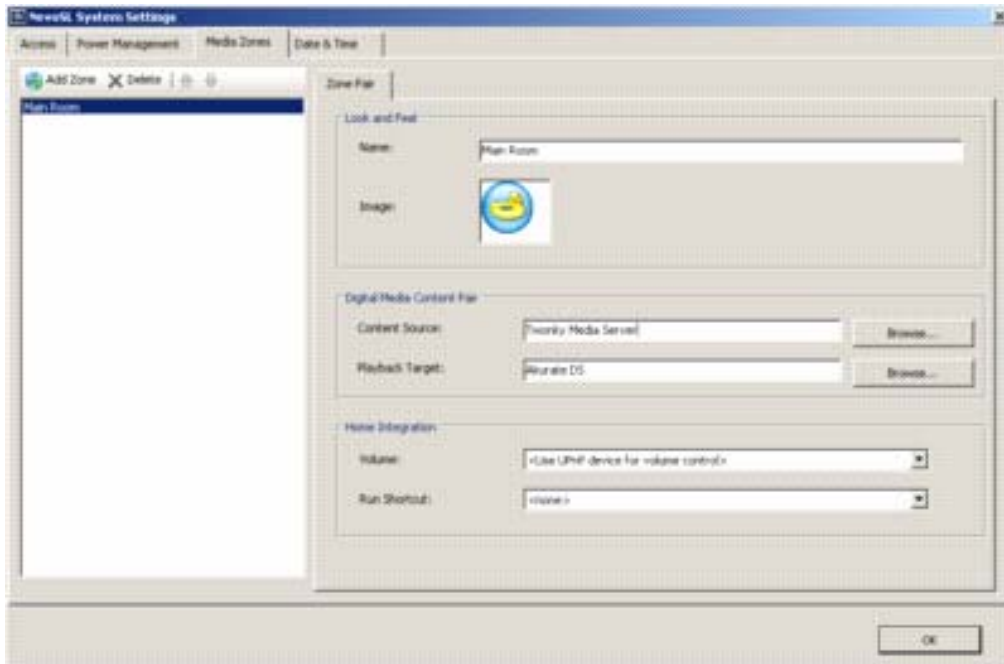 NevoSL System Settings
Access
Power Management
Media Zones
Date & Time
Add Zone
Delete
Main Room
Zone Pair
Look and Feel
Name:
Main Room
Image:
Digital Media Content Pair
Content Source:
Twonky Media Server
Browse...
Playback Target:
Akurate DS
Browse...
Home Integration
Volume:
<Use UPnP device for volume control>
Run Shortcut:
<none>
OK